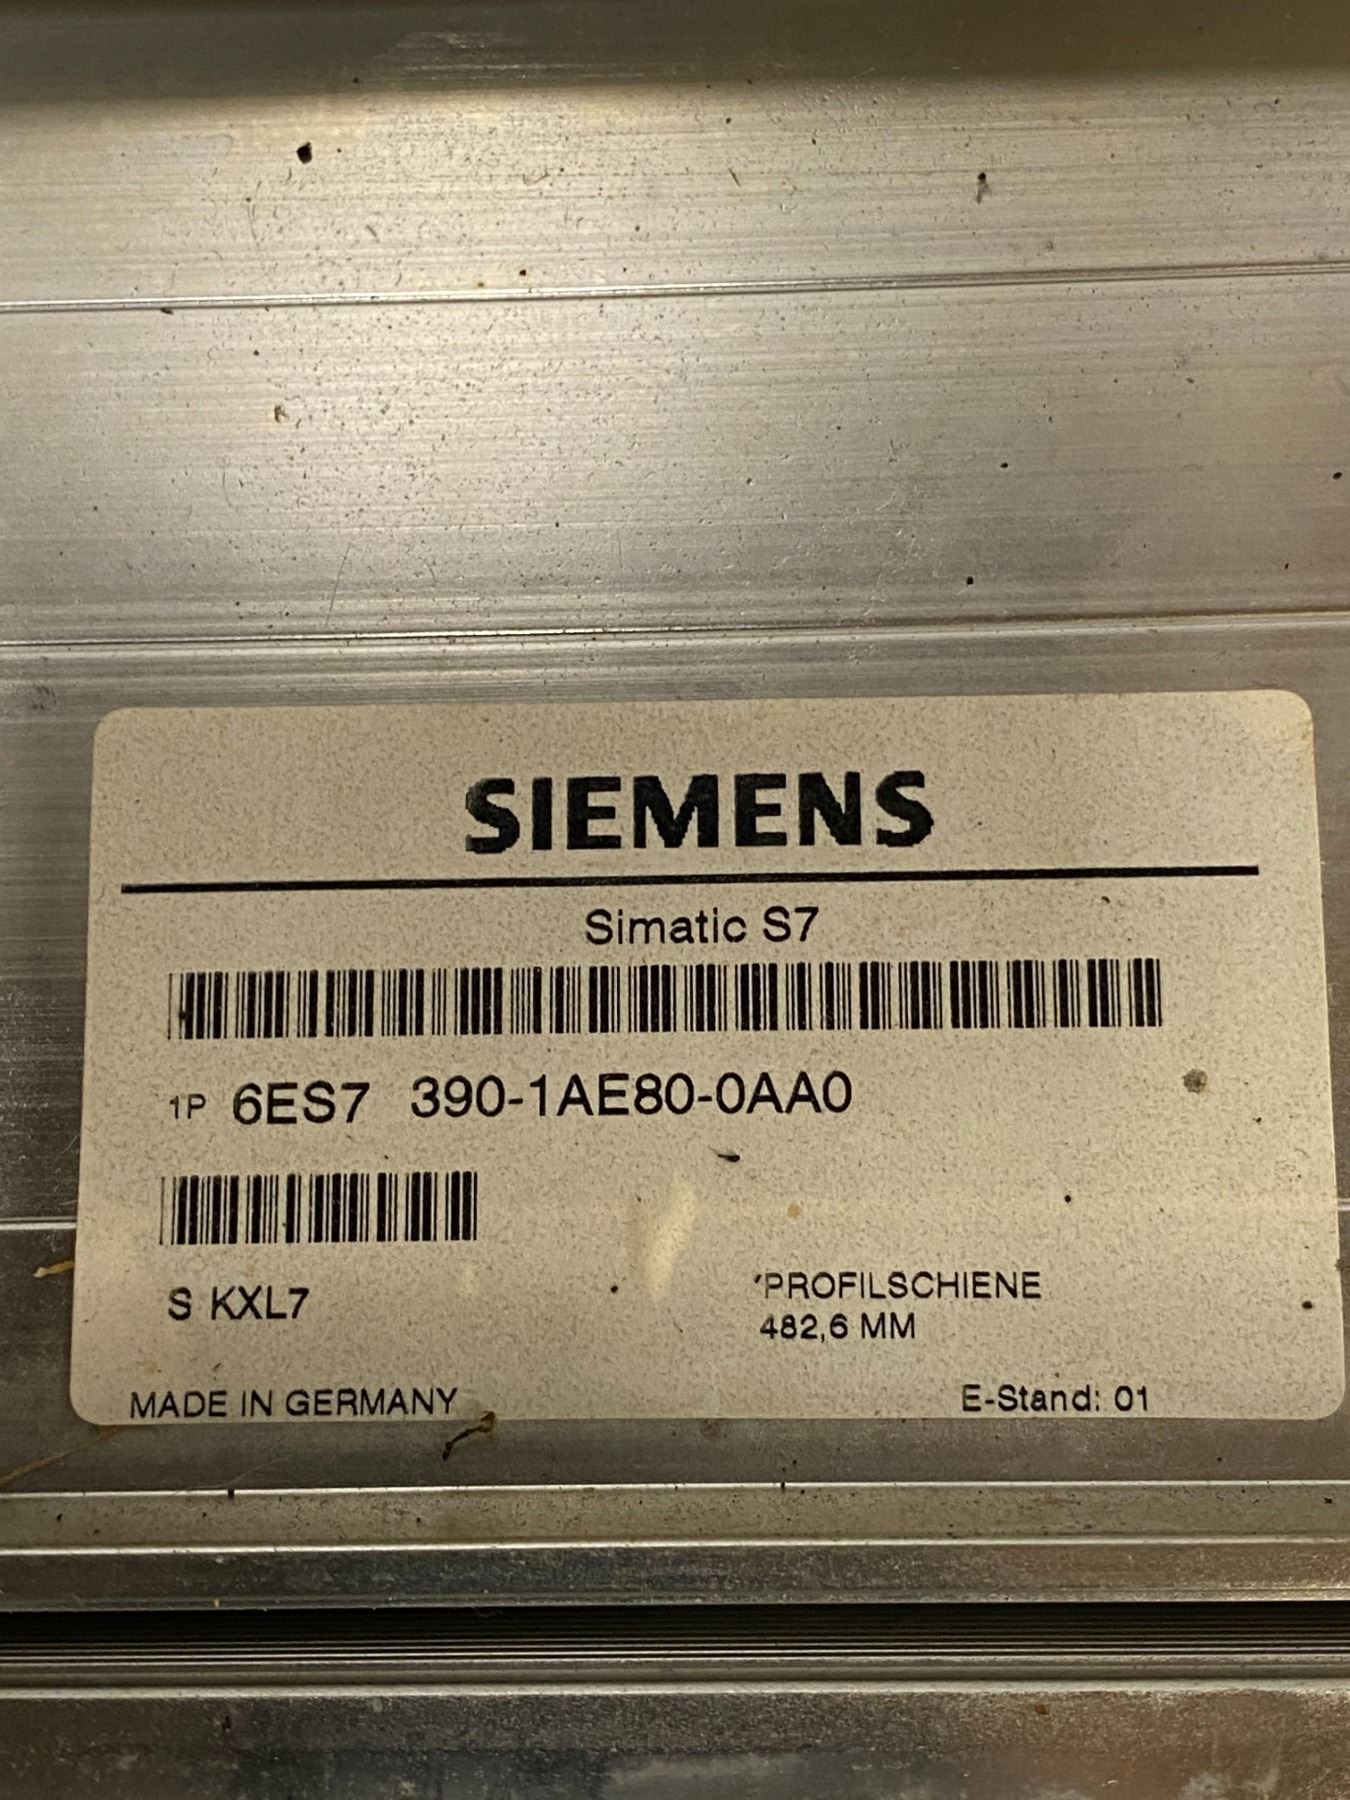 SIEMENS
Simatic S7
1P 6ES7 390-1AE80-0AA0
S KXL7
'PROFILSCHIENE
482,6 MM
MADE IN GERMANY
E-Stand: 01